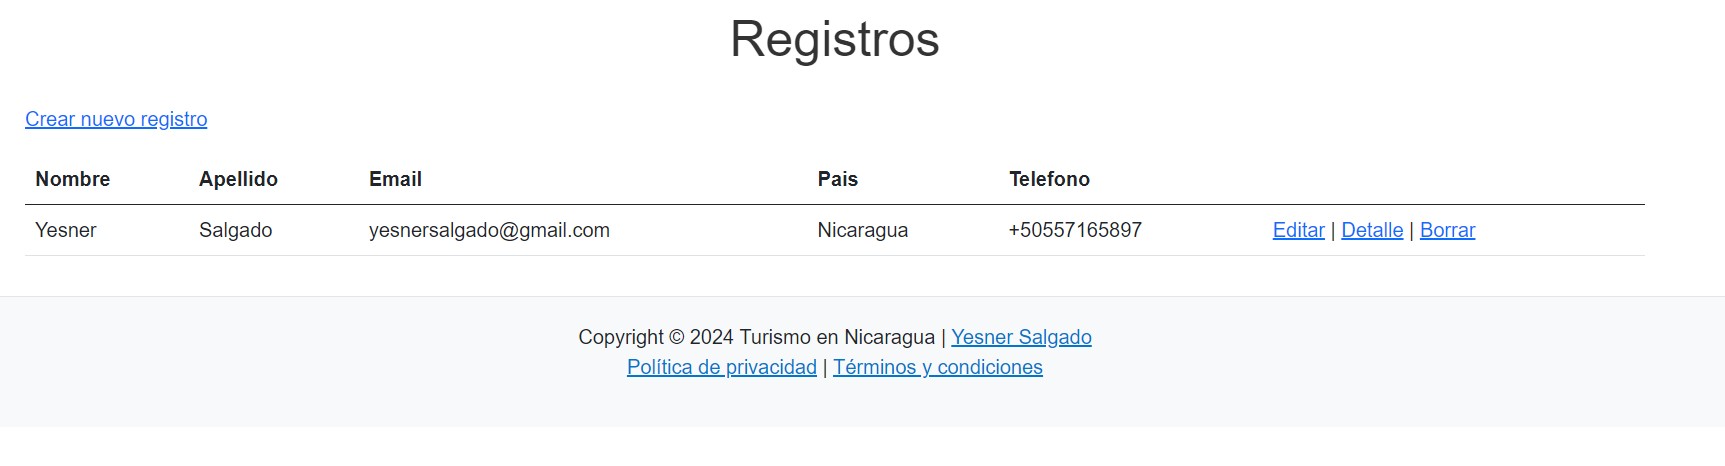 Registros
Crear nuevo registro
Nombre Apellido Email Pais Telefono
Yesner Salgado yesnersalgado@gmail.com Nicaragua +50557165897 Editar | Detalle | Borrar
Copyright © 2024 Turismo en Nicaragua | Yesner Salgado
Política de privacidad | Términos y condiciones